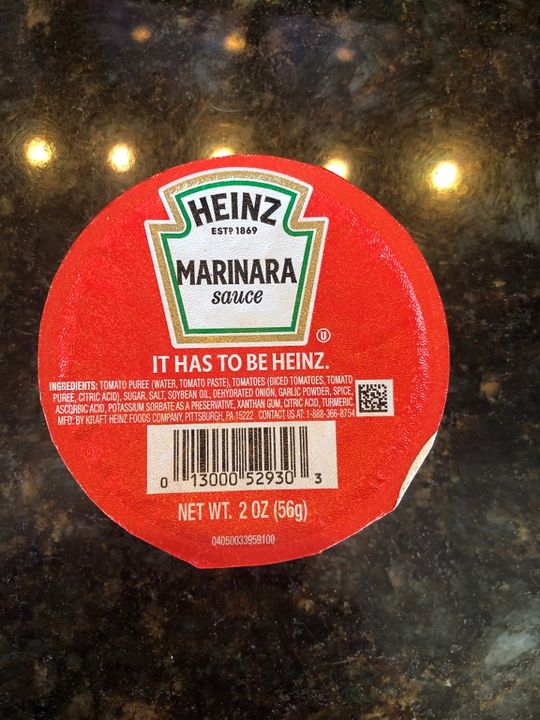 HEINZ
ESTD 1869
MARINARA
sauce
U
IT HAS TO BE HEINZ.
INGREDIENTS: TOMATO PUREE (WATER, TOMATO PASTE), TOMATOES (DICED TOMATOES, TOMATO
PUREE, CITRIC ACID), SUGAR, SALT, SOYBEAN OIL, DEHYDRATED ONION, GARLIC POWDER, SPICE,
ASCORBIC ACID, POTASSIUM SORBATE AS A PRESERVATIVE, XANTHAN GUM, CITRIC ACID, TURMERIC.
MFD. BY KRAFT HEINZ FOODS COMPANY, PITTSBURGH, PA 15222 CONTACT US AT: 1-888-366-8754
0 13000 52930 3
NET WT. 2 OZ (56g)
04050033959100